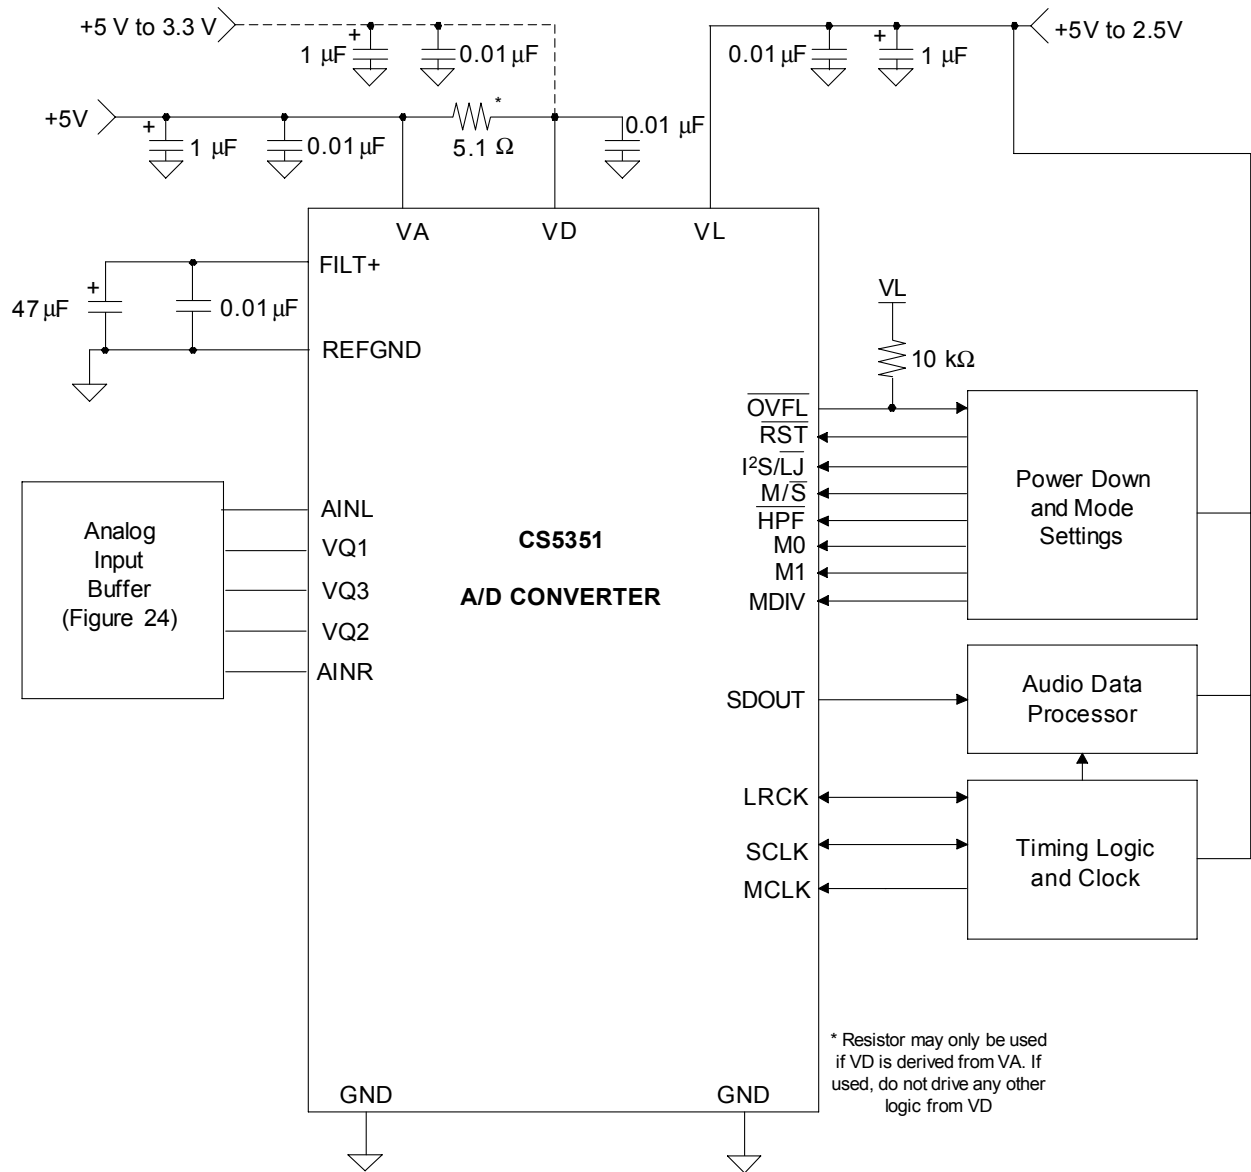 +5 V to 3.3 V
+
1 µF
0.01 µF
0.01 µF
+
1 µF
+5V to 2.5V
+5V
+
1 µF
0.01 µF
*
5.1 Ω
0.01 µF
VA
VD
VL
FILT+
+
47 µF
0.01 µF
REFGND
VL
10 kΩ
OVFL
RST
I²S/LJ
M/S
HPF
M0
M1
MDIV
Power Down
and Mode
Settings
Analog
Input
Buffer
(Figure 24)
AINL
VQ1
VQ3
VQ2
AINR
CS5351
A/D CONVERTER
SDOUT
Audio Data
Processor
LRCK
SCLK
MCLK
Timing Logic
and Clock
* Resistor may only be used
if VD is derived from VA. If
used, do not drive any other
logic from VD
GND
GND